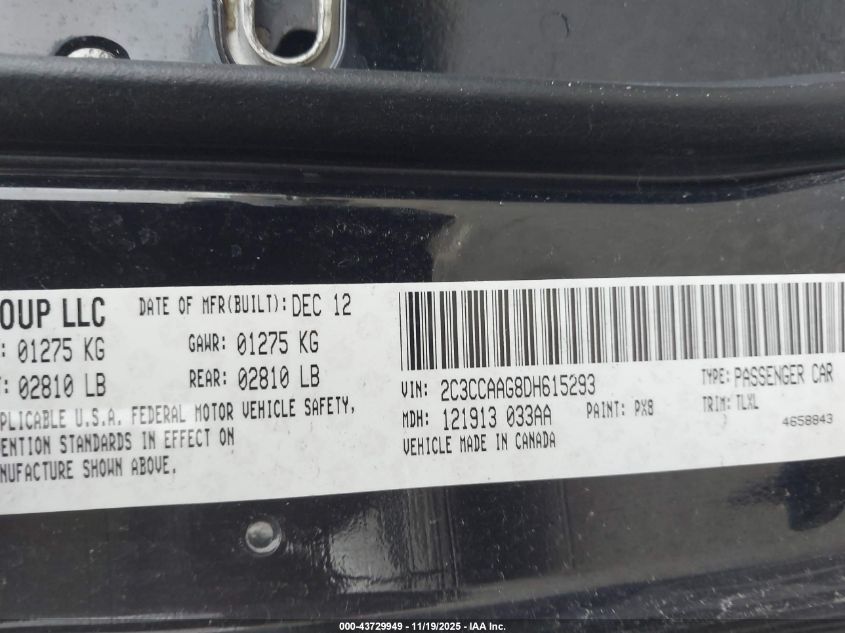 OUP LLC DATE OF MFR(BUILT): DEC 12
: 01275 KG GAWR: 01275 KG
: 02810 LB REAR: 02810 LB
PLICABLE U.S.A. FEDERAL MOTOR VEHICLE SAFETY,
ENTION STANDARDS IN EFFECT ON
NUFACTURE SHOWN ABOVE.
VIN: 2C3CCAAG8DH615293 TYPE: PASSENGER CAR
MDH: 121913 033AA PAINT: PX8 TRIM: TLXL
VEHICLE MADE IN CANADA 4658843
000-43729949 - 11/19/2025 - IAA Inc.